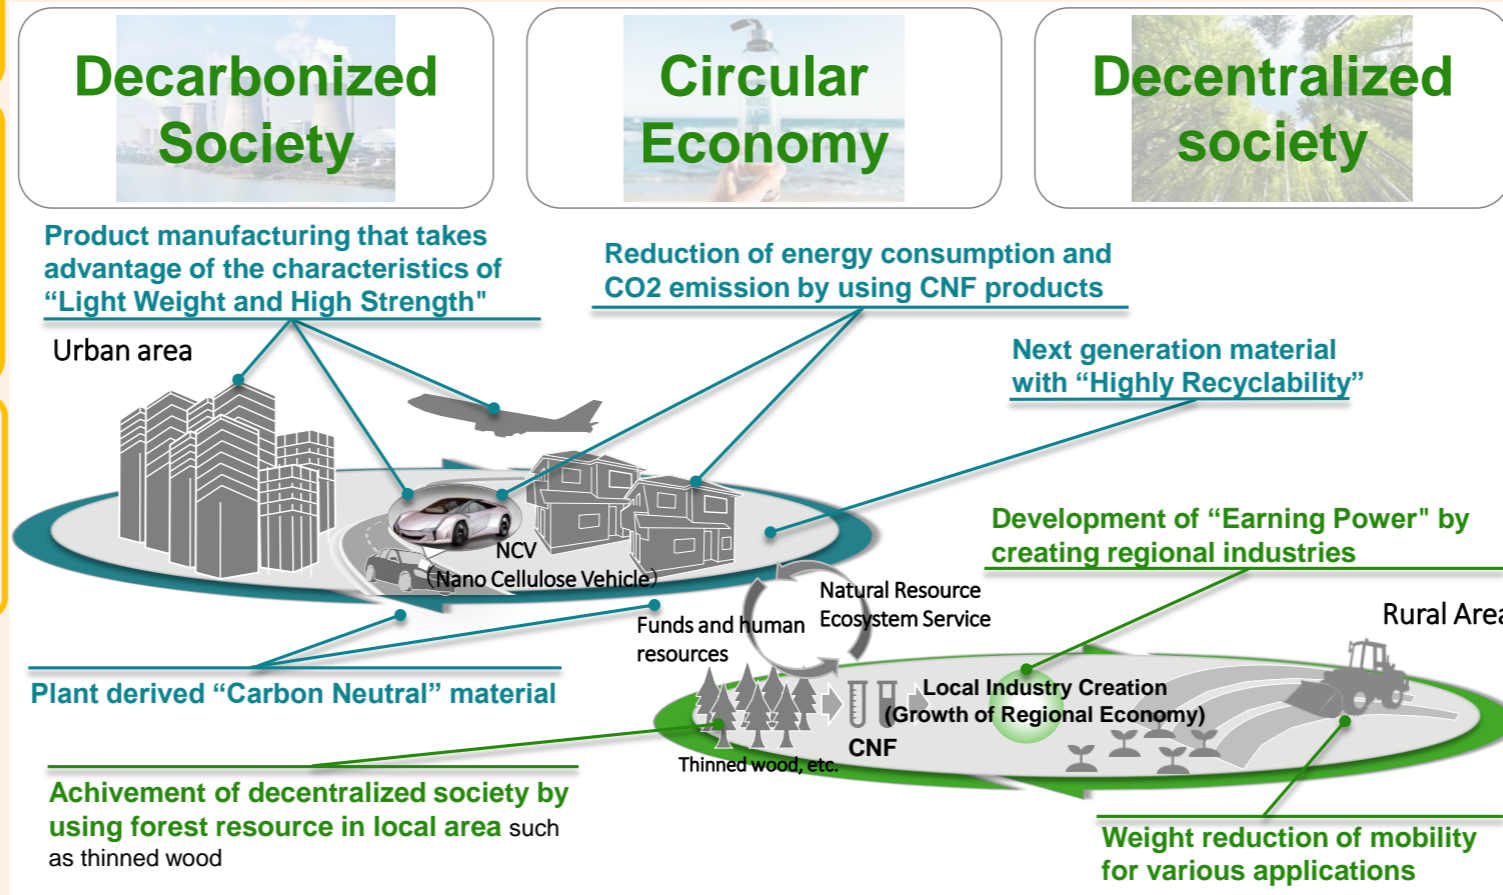 Decarbonized
Society
Circular
Economy
Decentralized
society
Product manufacturing that takes
advantage of the characteristics of
“Light Weight and High Strength"
Reduction of energy consumption and
CO2 emission by using CNF products
Urban area
Next generation material
with “Highly Recyclability”
Development of “Earning Power" by
creating regional industries
NCV
(Nano Cellulose Vehicle)
Natural Resource
Ecosystem Service
Funds and human
resources
Rural Area
Plant derived “Carbon Neutral” material
Local Industry Creation
(Growth of Regional Economy)
CNF
Thinned wood, etc.
Achivement of decentralized society by
using forest resource in local area such
as thinned wood
Weight reduction of mobility
for various applications